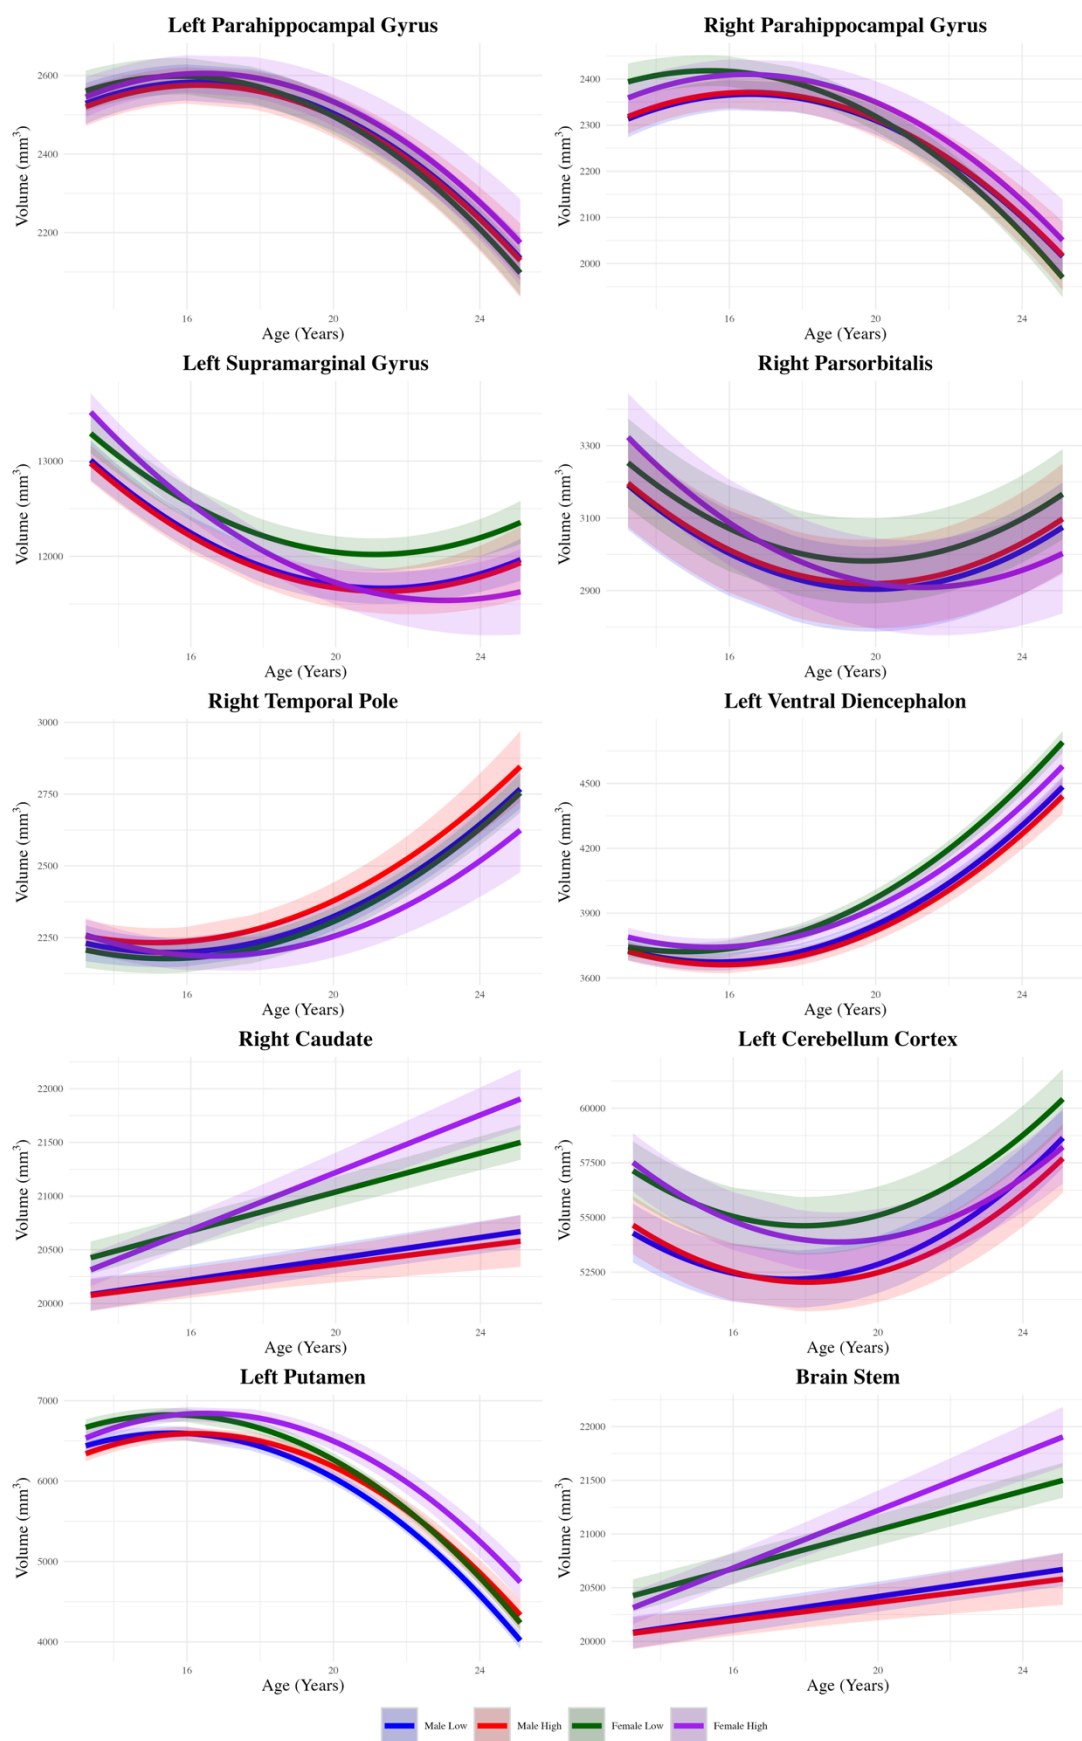 Left Parahippocampal Gyrus
Volume (mm³)
2600
2400
2200
16 20 24
Age (Years)
Right Parahippocampal Gyrus
Volume (mm³)
2400
2300
2200
2100
2000
16 20 24
Age (Years)
Left Supramarginal Gyrus
Volume (mm³)
13000
12000
16 20 24
Age (Years)
Right Parsorbitalis
Volume (mm³)
3300
3100
2900
16 20 24
Age (Years)
Right Temporal Pole
Volume (mm³)
3000
2750
2500
2250
16 20 24
Age (Years)
Left Ventral Diencephalon
Volume (mm³)
4500
4200
3900
3600
16 20 24
Age (Years)
Right Caudate
Volume (mm³)
22000
21500
21000
20500
20000
16 20 24
Age (Years)
Left Cerebellum Cortex
Volume (mm³)
60000
57500
55000
52500
16 20 24
Age (Years)
Left Putamen
Volume (mm³)
7000
6000
5000
4000
16 20 24
Age (Years)
Brain Stem
Volume (mm³)
22000
21500
21000
20500
20000
16 20 24
Age (Years)
Male Low Male High Female Low Female High